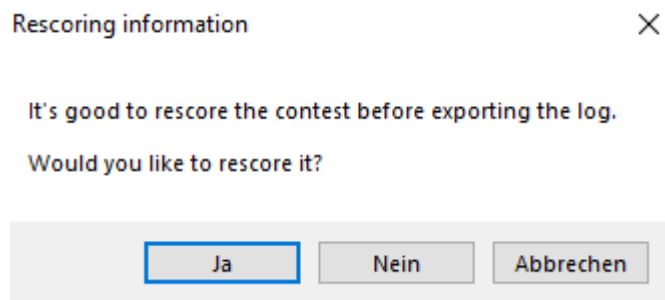 Rescoring information
It's good to rescore the contest before exporting the log.
Would you like to rescore it?
Ja Nein Abbrechen